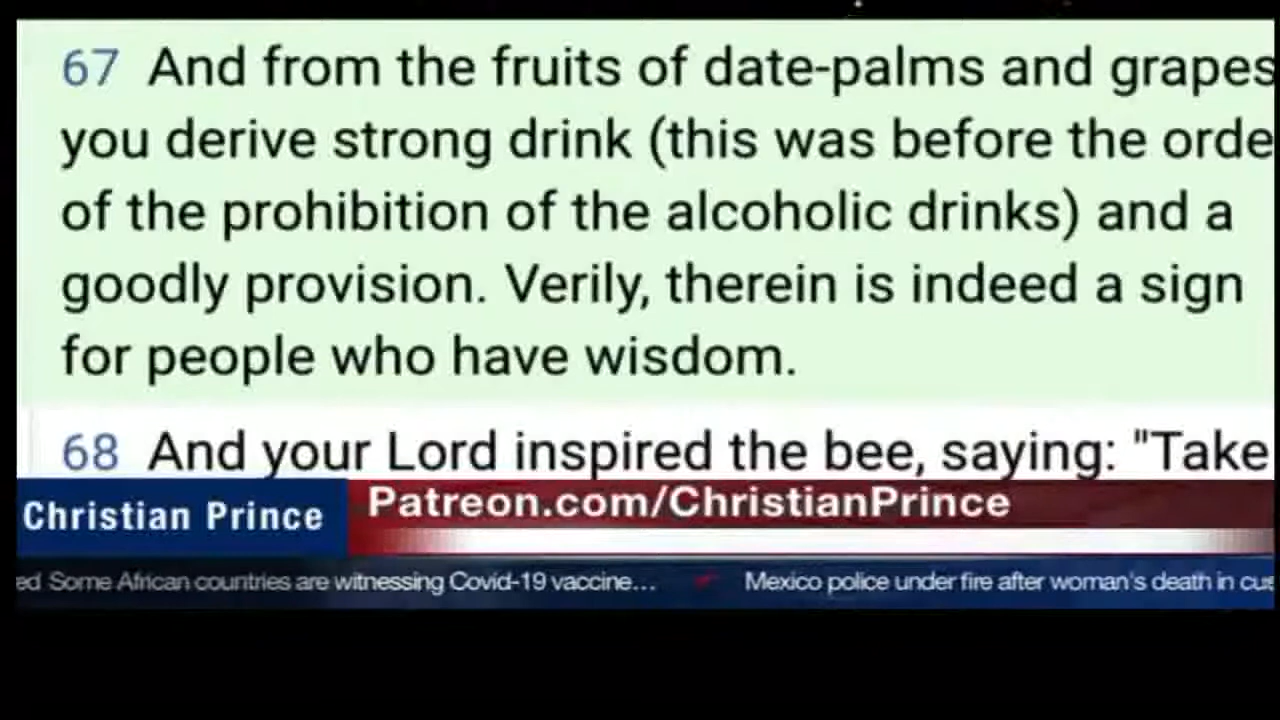 67 And from the fruits of date-palms and grapes
you derive strong drink (this was before the orde
of the prohibition of the alcoholic drinks) and a
goodly provision. Verily, therein is indeed a sign
for people who have wisdom.
68 And your Lord inspired the bee, saying: "Take
Christian Prince
Patreon.com/ChristianPrince
ed Some African countries are witnessing Covid-19 vaccine... Mexico police under fire after woman's death in cus